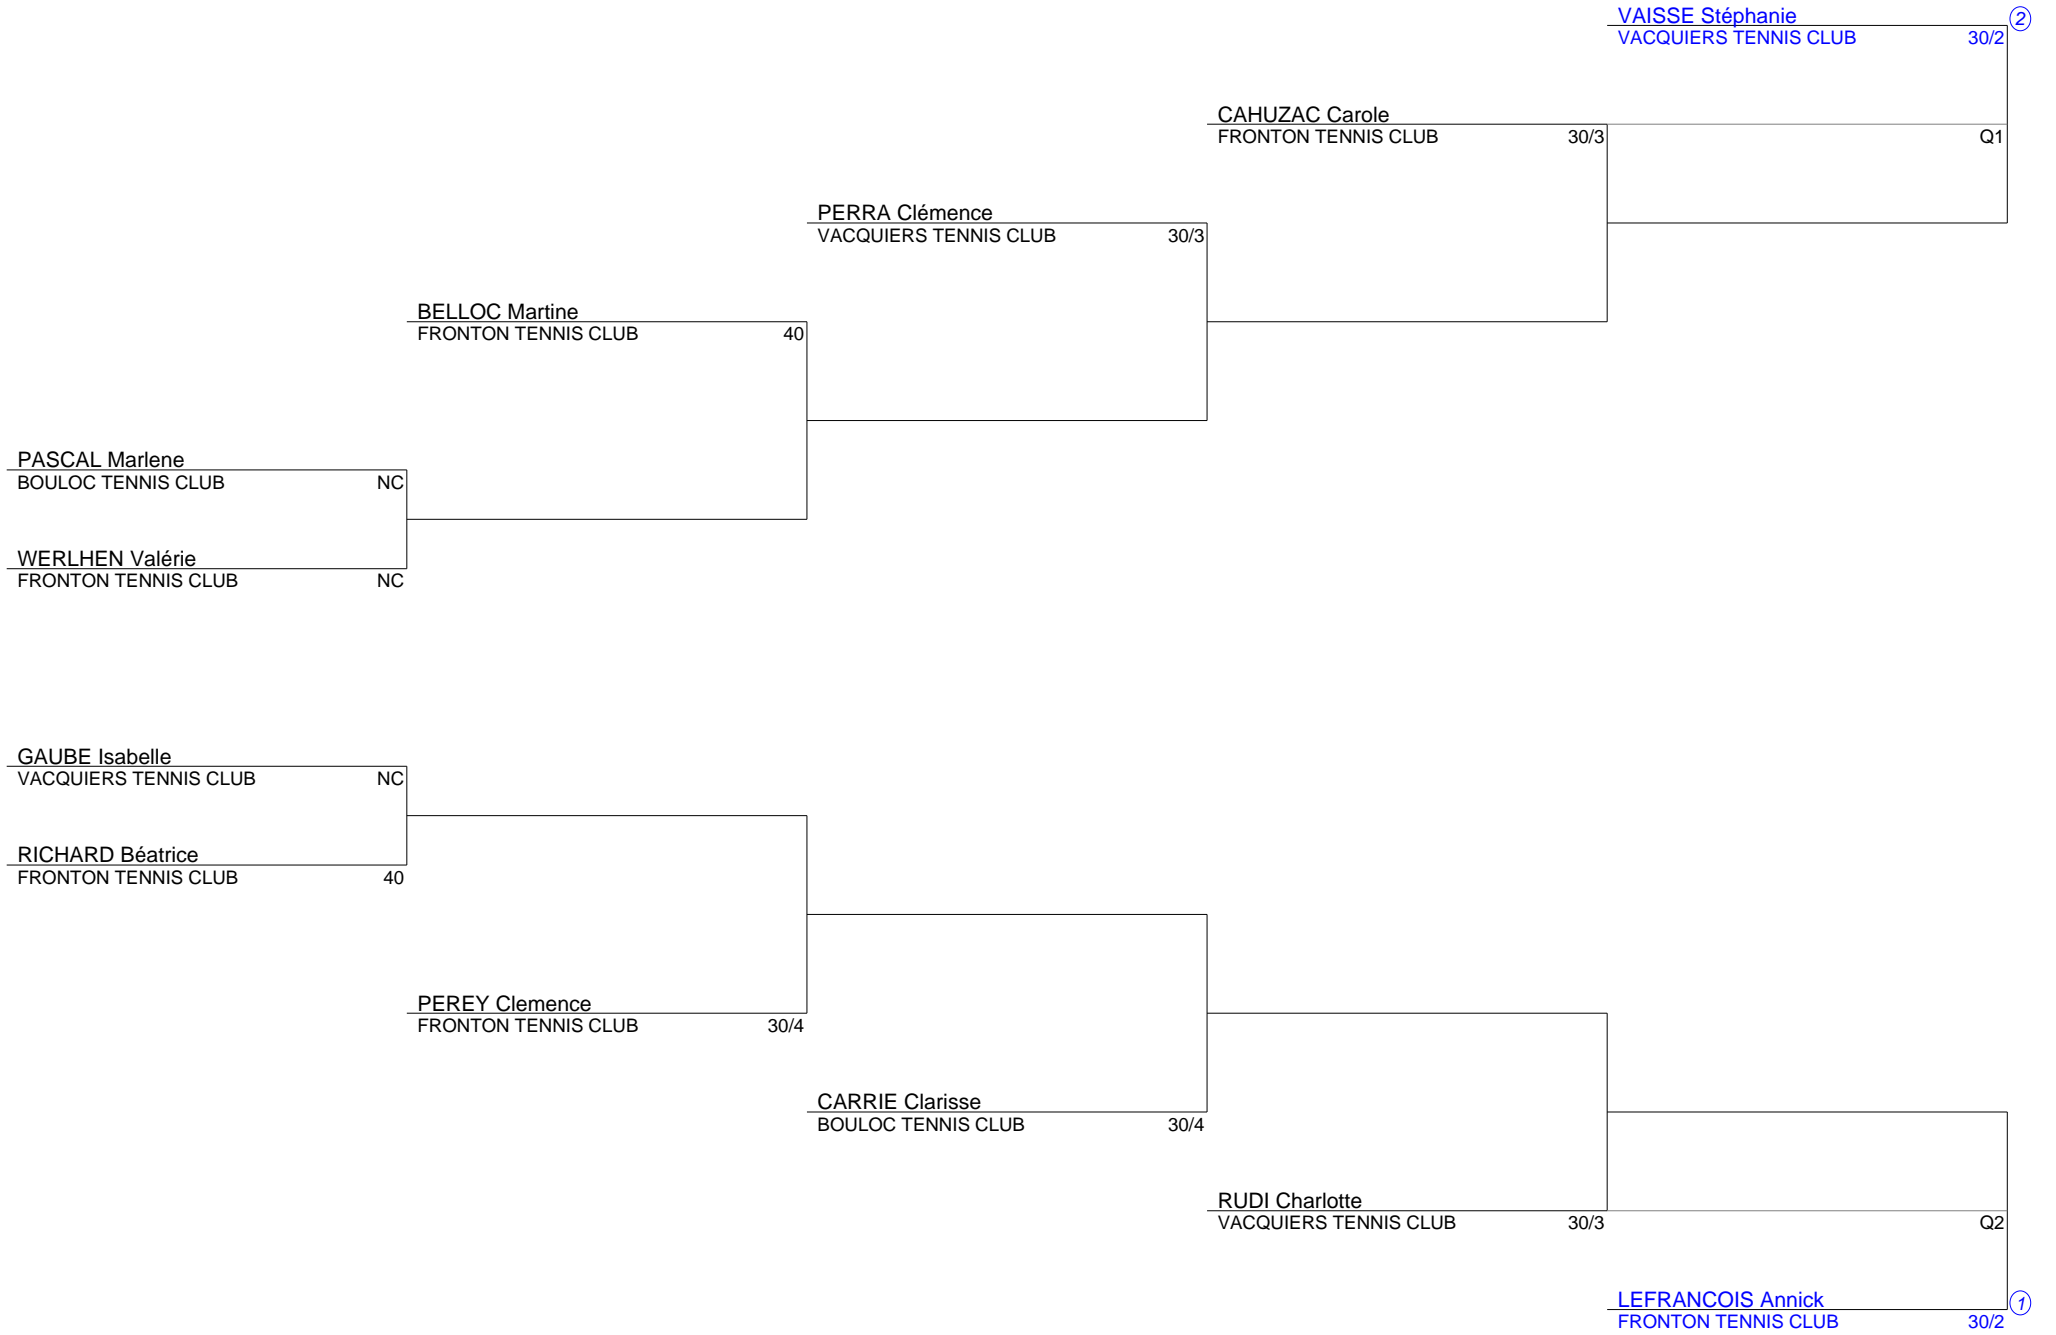 VAISSE Stéphanie 2
VACQUIERS TENNIS CLUB 30/2
CAHUZAC Carole
FRONTON TENNIS CLUB 30/3
Q1
PERRA Clémence
VACQUIERS TENNIS CLUB 30/3
BELLOC Martine
FRONTON TENNIS CLUB 40
PASCAL Marlene
BOULOC TENNIS CLUB NC
WERLHEN Valérie
FRONTON TENNIS CLUB NC
GAUBE Isabelle
VACQUIERS TENNIS CLUB NC
RICHARD Béatrice
FRONTON TENNIS CLUB 40
PEREY Clemence
FRONTON TENNIS CLUB 30/4
CARRIE Clarisse
BOULOC TENNIS CLUB 30/4
RUDI Charlotte
VACQUIERS TENNIS CLUB 30/3
Q2
LEFRANCOIS Annick 1
FRONTON TENNIS CLUB 30/2